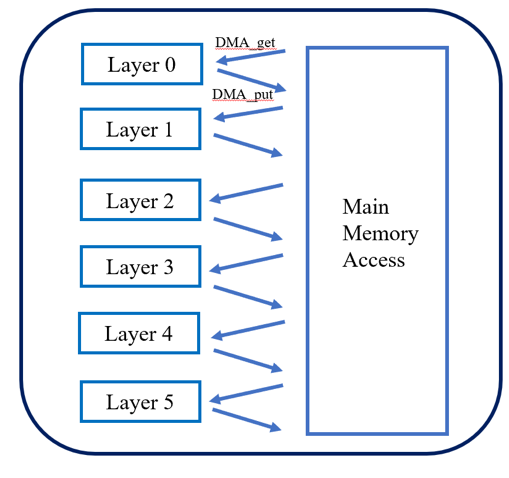 DMA_get
Layer 0
DMA_put
Layer 1
Layer 2
Layer 3
Layer 4
Layer 5
Main
Memory
Access